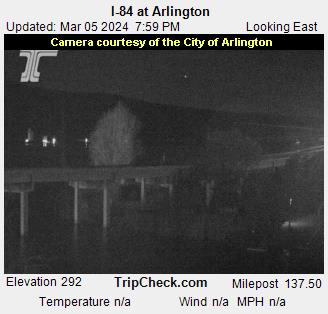 I-84 at Arlington
Updated: Mar 05 2024 7:59 PM Looking East
Camera courtesy of the City of Arlington
Elevation 292 TripCheck.com Milepost 137.50
Temperature n/a Wind n/a MPH n/a